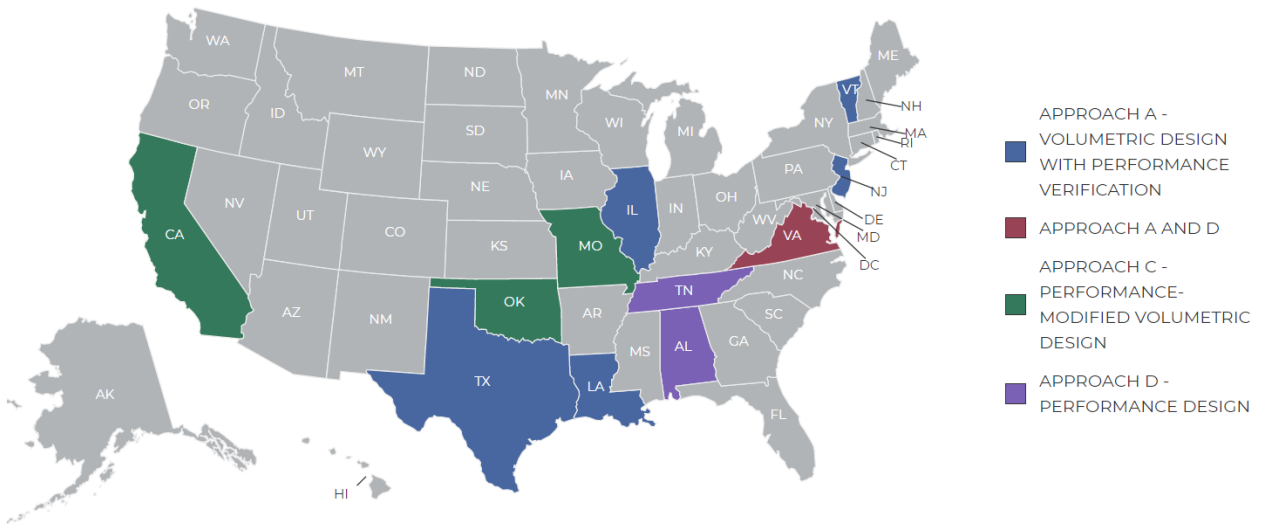 WA
MT
ND
MN
ME
OR
ID
SD
WI
MI
NY
VT
NH
MA
RI
CT
WY
IA
NE
PA
NJ
NV
UT
CO
KS
IL
IN
OH
WV
DE
MD
DC
CA
MO
KY
VA
AZ
NM
OK
AR
TN
NC
SC
TX
LA
MS
AL
GA
FL
AK
HI
APPROACH A -
VOLUMETRIC DESIGN
WITH PERFORMANCE
VERIFICATION
APPROACH A AND D
APPROACH C -
PERFORMANCE-
MODIFIED VOLUMETRIC
DESIGN
APPROACH D -
PERFORMANCE DESIGN